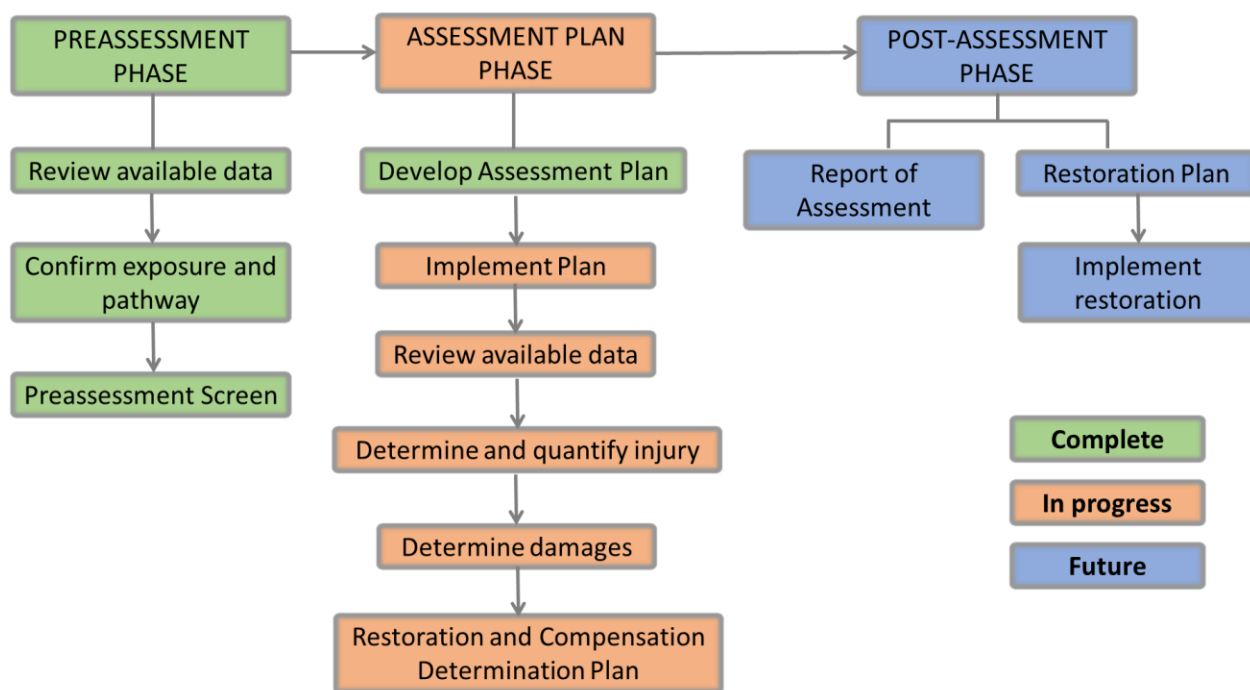 PREASSESSMENT
PHASE
ASSESSMENT PLAN
PHASE
POST-ASSESSMENT
PHASE
Review available data
Confirm exposure and
pathway
Preassessment Screen
Develop Assessment Plan
Implement Plan
Review available data
Determine and quantify injury
Determine damages
Restoration and Compensation
Determination Plan
Report of
Assessment
Restoration Plan
Implement
restoration
Complete
In progress
Future